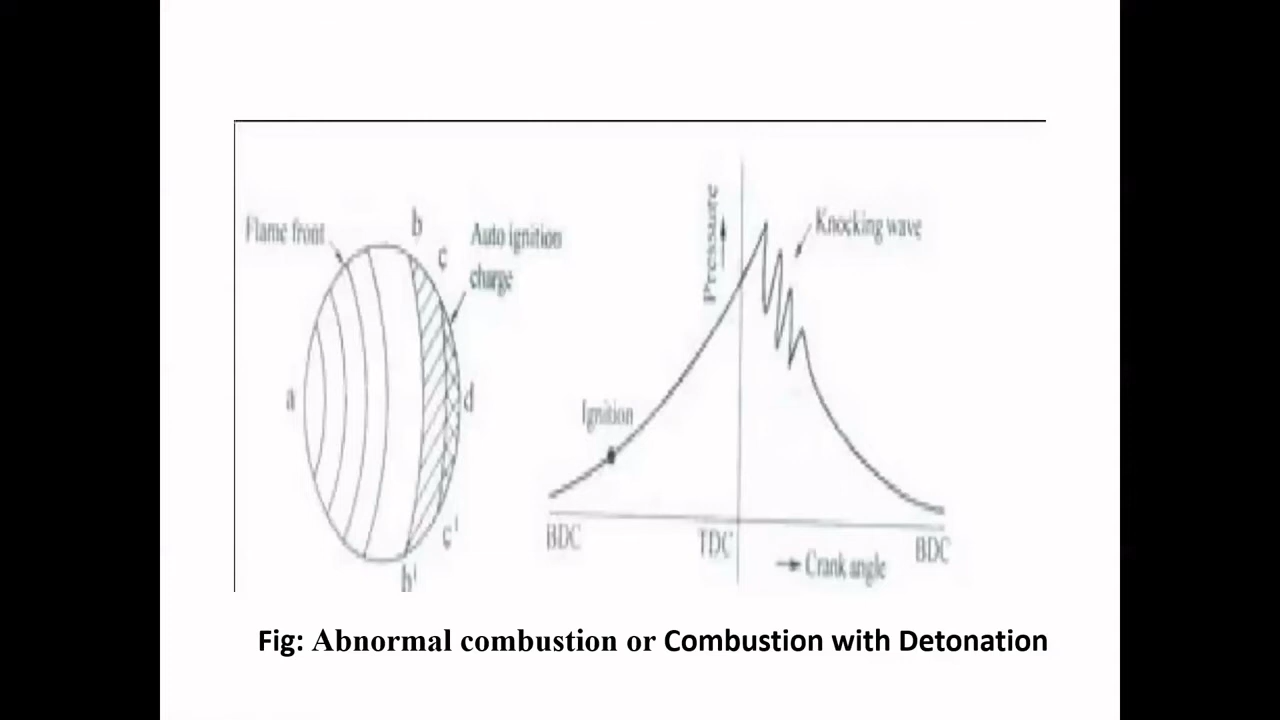 Flame front
b
c
Auto ignition
charge
a
d
c'
b'
Pressure
Knocking wave
Ignition
BDC
TDC
BDC
Crank angle
Fig: Abnormal combustion or Combustion with Detonation